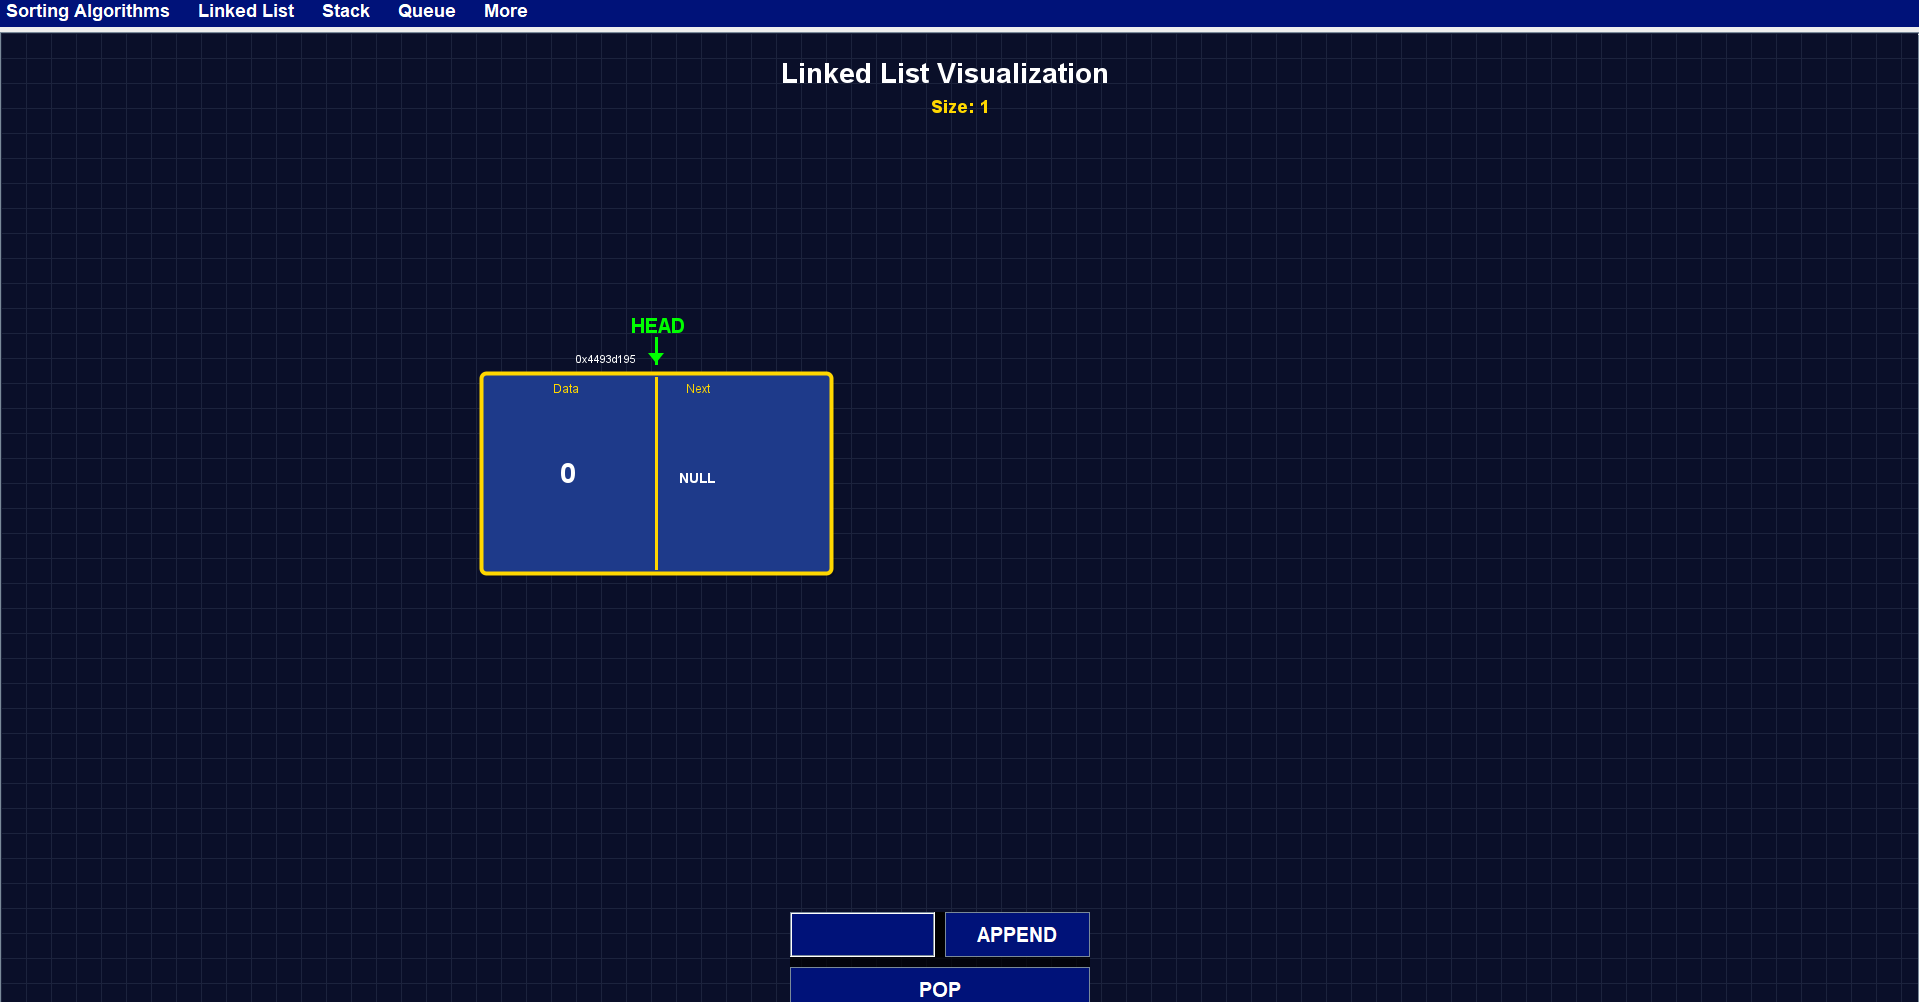 Sorting Algorithms Linked List Stack Queue More
Linked List Visualization
Size: 1
HEAD
0x4493d195
Data Next
0 NULL
APPEND
POP